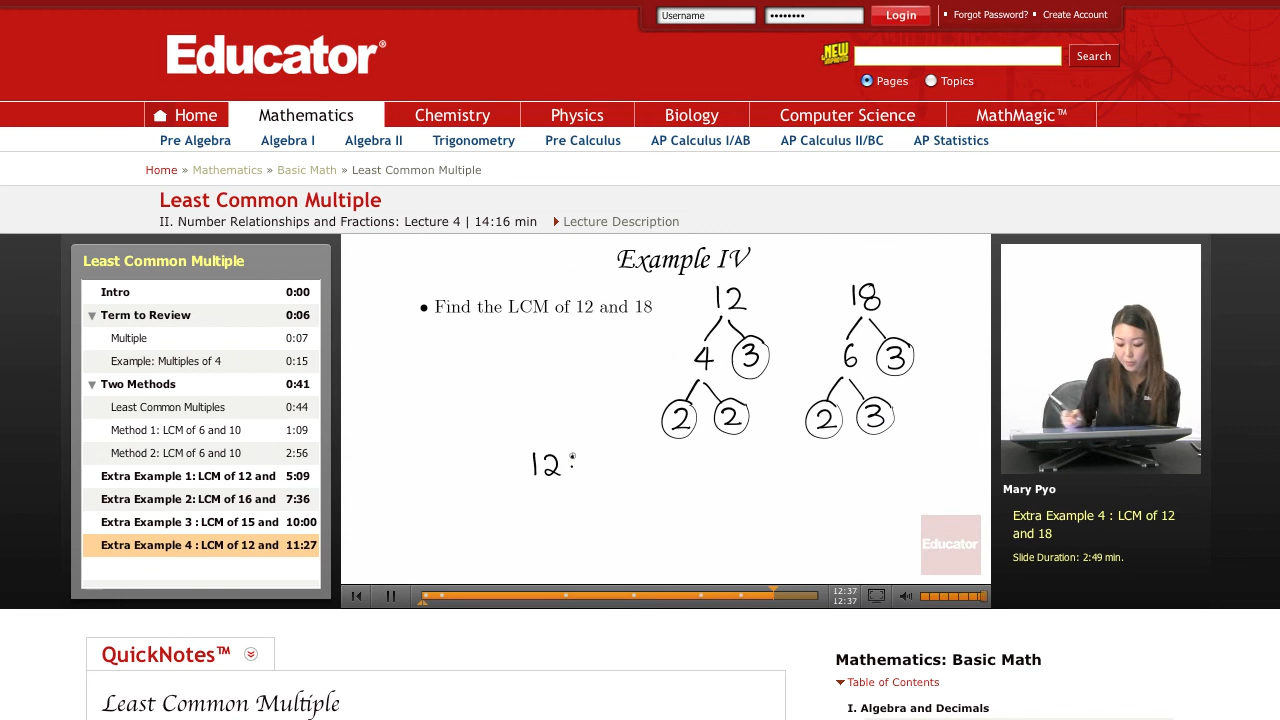 Username
••••••••
Login
Forgot Password?
Create Account
Educator®
NEW
Search
Pages
Topics
Home
Mathematics
Chemistry
Physics
Biology
Computer Science
MathMagic™
Pre Algebra
Algebra I
Algebra II
Trigonometry
Pre Calculus
AP Calculus I/AB
AP Calculus II/BC
AP Statistics
Home » Mathematics » Basic Math » Least Common Multiple
Least Common Multiple
II. Number Relationships and Fractions: Lecture 4 | 14:16 min
Lecture Description
Least Common Multiple
Intro 0:00
Term to Review 0:06
Multiple 0:07
Example: Multiples of 4 0:15
Two Methods 0:41
Least Common Multiples 0:44
Method 1: LCM of 6 and 10 1:09
Method 2: LCM of 6 and 10 2:56
Extra Example 1: LCM of 12 and 5:09
Extra Example 2: LCM of 16 and 7:36
Extra Example 3 : LCM of 15 and 10:00
Extra Example 4 : LCM of 12 and 11:27
Example IV
• Find the LCM of 12 and 18
12 18
4 3 6 3
2 2 2 3
12:
Educator
12:37
12:37
Mary Pyo
Extra Example 4 : LCM of 12
and 18
Slide Duration: 2:49 min.
QuickNotes™
Least Common Multiple
Mathematics: Basic Math
Table of Contents
I. Algebra and Decimals